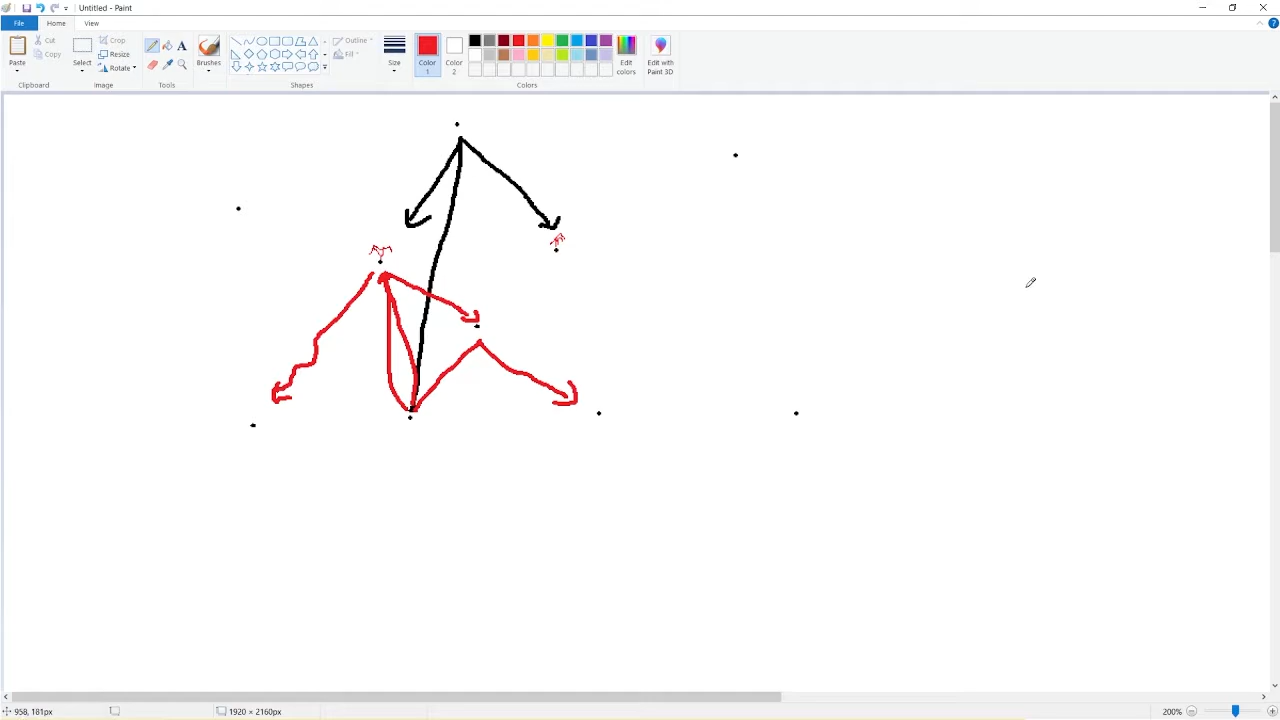 Untitled - Paint
File
Home
View
Paste
Cut
Copy
Clipboard
Select
Crop
Resize
Rotate
Image
Tools
Brushes
Outline
Fill
Shapes
Size
Color
1
Color
2
Edit
colors
Colors
Edit with
Paint 3D
958, 181px
1920 × 2160px
200%